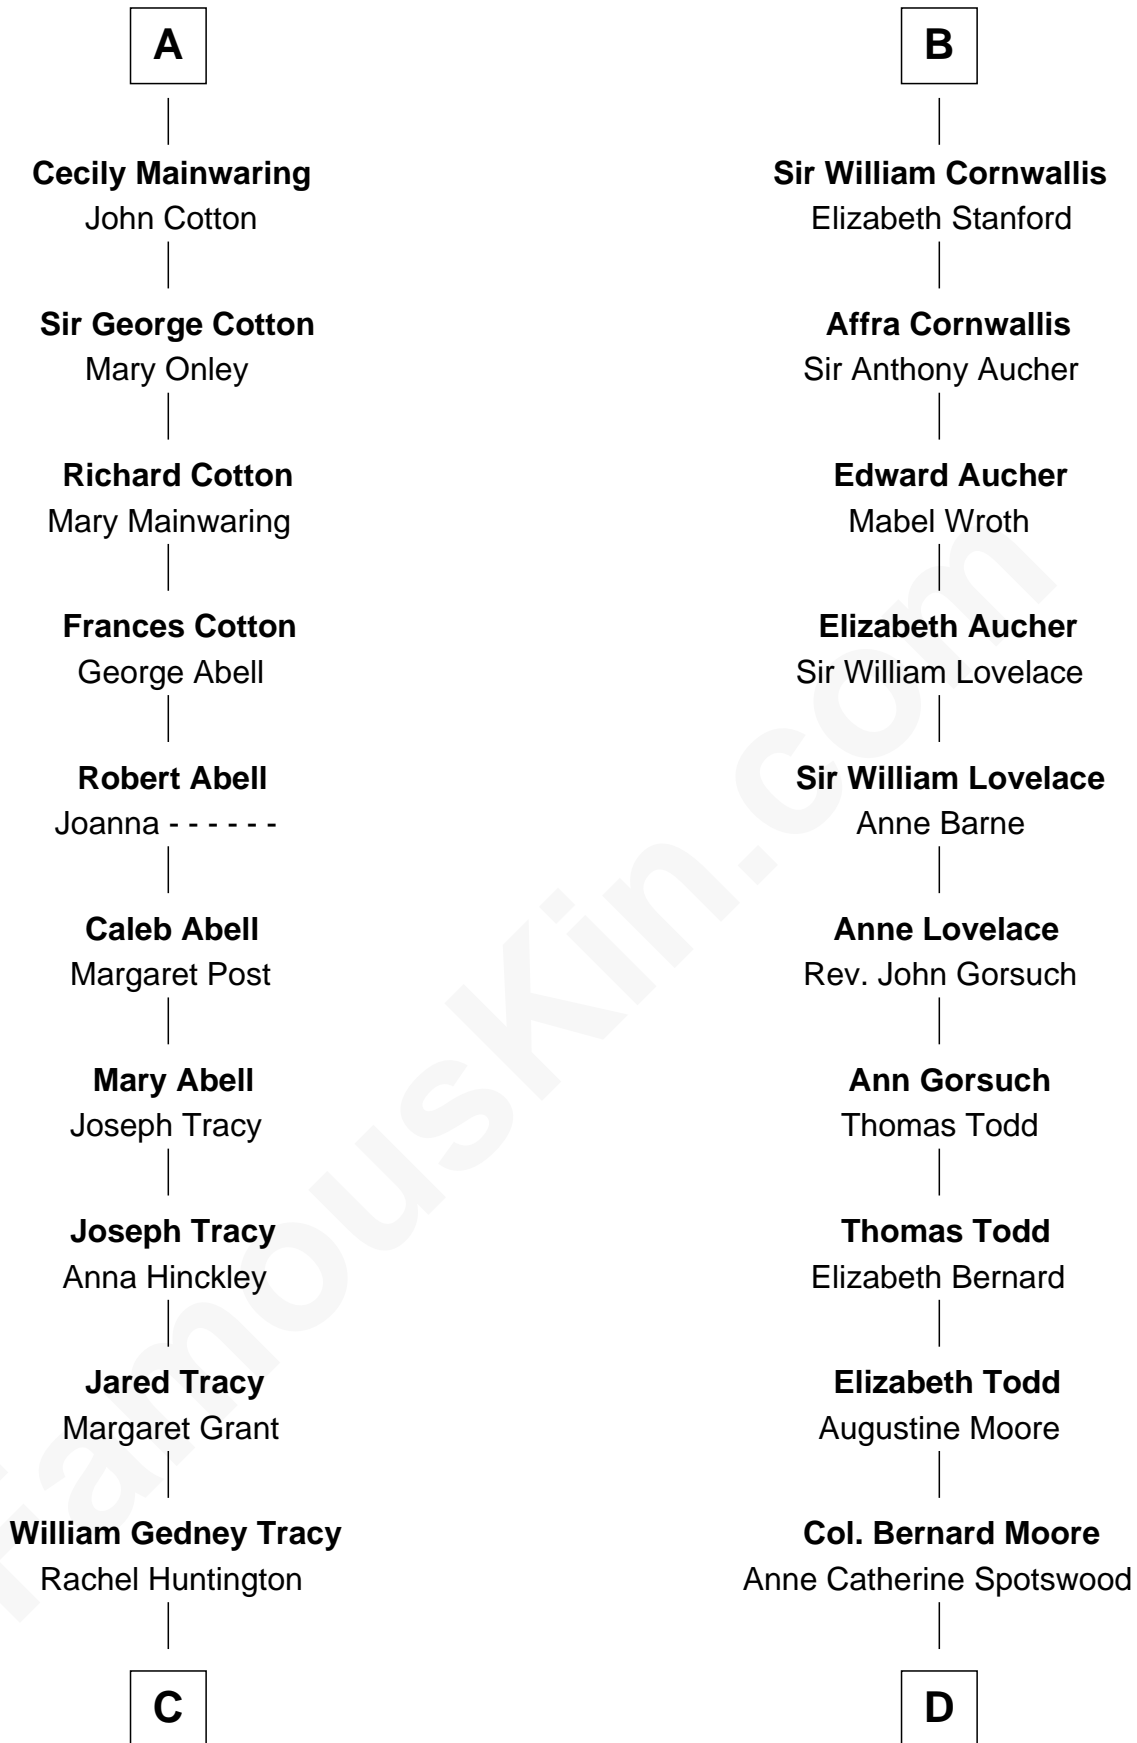 A
Cecily Mainwaring
John Cotton
Sir George Cotton
Mary Onley
Richard Cotton
Mary Mainwaring
Frances Cotton
George Abell
Robert Abell
Joanna - - - - - -
Caleb Abell
Margaret Post
Mary Abell
Joseph Tracy
Joseph Tracy
Anna Hinckley
Jared Tracy
Margaret Grant
William Gedney Tracy
Rachel Huntington
C
B
Sir William Cornwallis
Elizabeth Stanford
Affra Cornwallis
Sir Anthony Aucher
Edward Aucher
Mabel Wroth
Elizabeth Aucher
Sir William Lovelace
Sir William Lovelace
Anne Barne
Anne Lovelace
Rev. John Gorsuch
Ann Gorsuch
Thomas Todd
Thomas Todd
Elizabeth Bernard
Elizabeth Todd
Augustine Moore
Col. Bernard Moore
Anne Catherine Spotswood
D
FamousKin.com